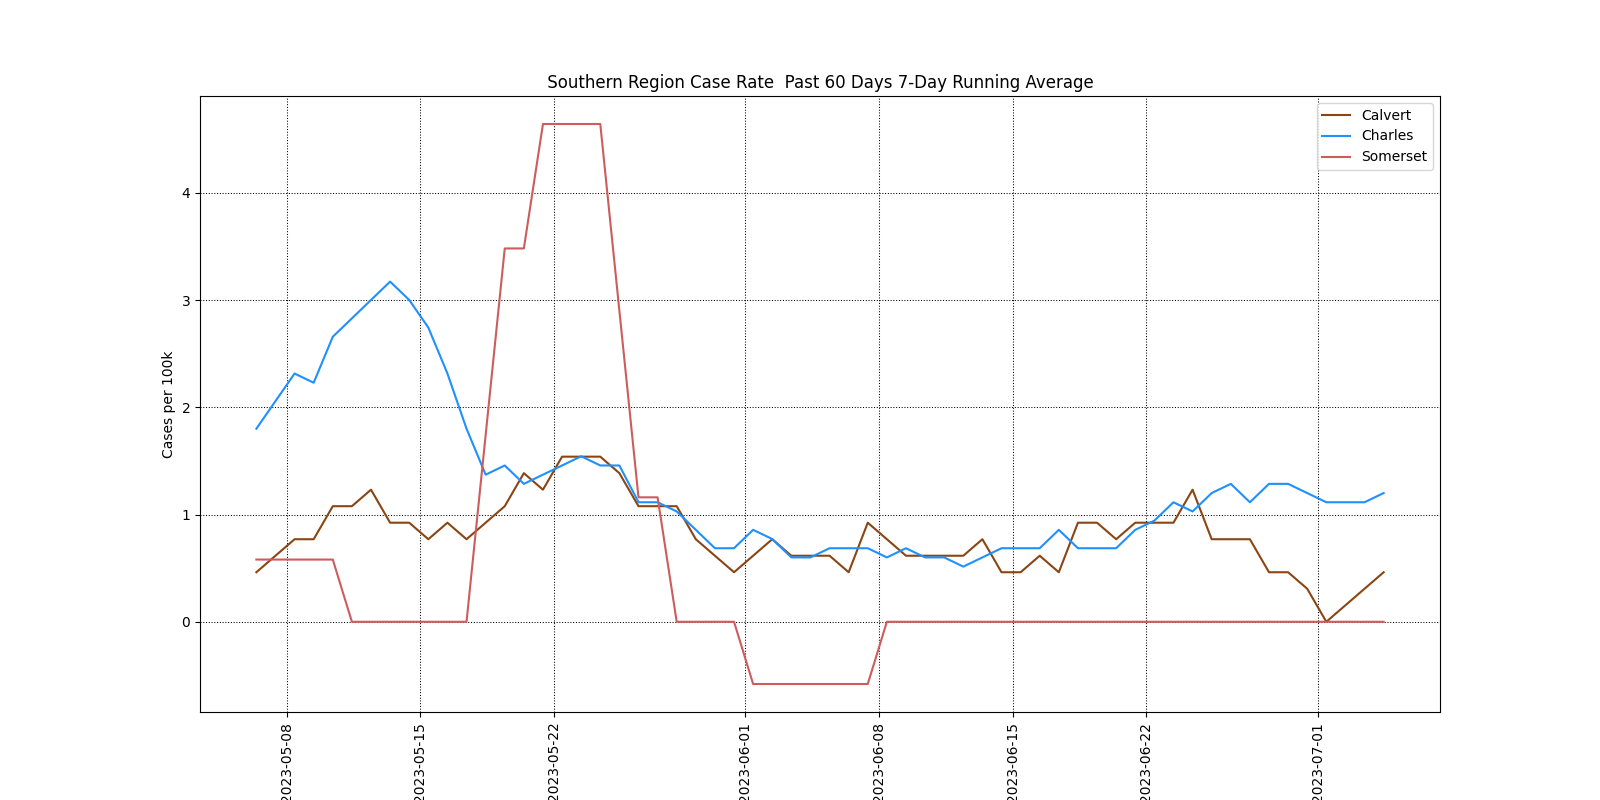 Southern Region Case Rate  Past 60 Days 7-Day Running Average
Calvert
Charles
Somerset
Cases per 100k
4
3
2
1
0
2023-05-08
2023-05-15
2023-05-22
2023-06-01
2023-06-08
2023-06-15
2023-06-22
2023-07-01